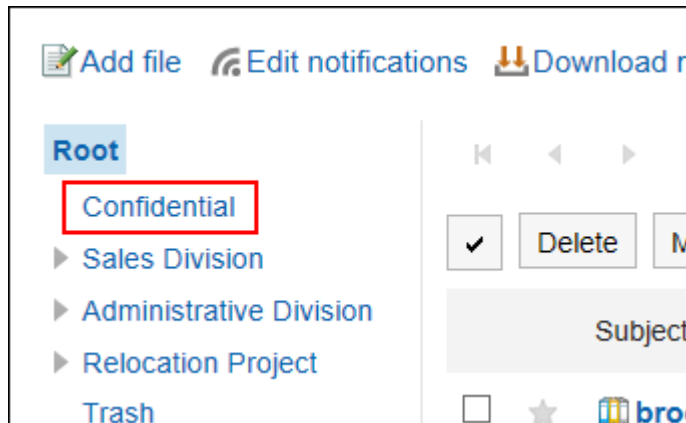 Add file Edit notifications Download
Root
Confidential
Sales Division
Administrative Division
Relocation Project
Trash
Delete
Subject